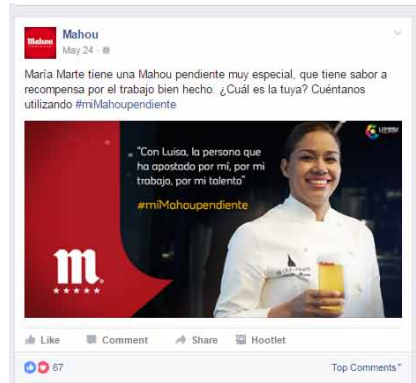 Mahou
Mahou
May 24
María Marte tiene una Mahou pendiente muy especial, que tiene sabor a
recompensa por el trabajo bien hecho. ¿Cuál es la tuya? Cuéntanos
utilizando #miMahoupendiente
"Con Luisa, la persona que
ha apostado por mí, por mi
trabajo, por mi talento"
#miMahoupendiente
m
Like Comment Share Hootlet
67 Top Comments